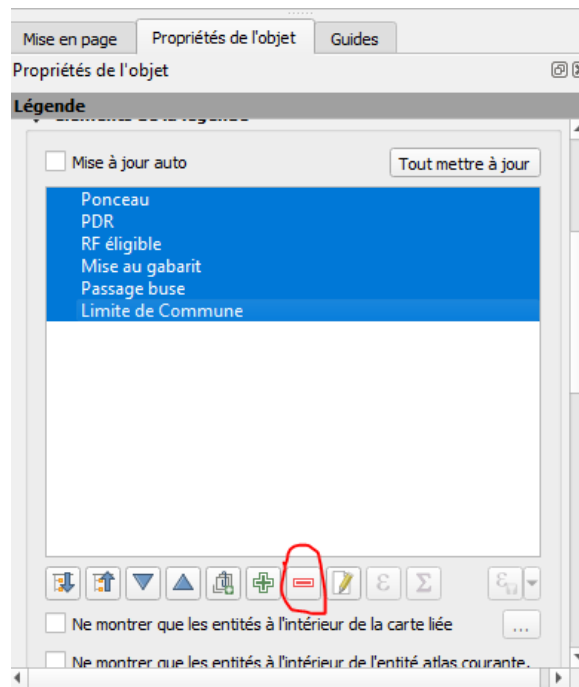 Mise en page Propriétés de l'objet Guides
Propriétés de l'objet
Légende
Mise à jour auto Tout mettre à jour
Ponceau
PDR
RF éligible
Mise au gabarit
Passage buse
Limite de Commune
ε Σ ε
Ne montrer que les entités à l'intérieur de la carte liée ...
Ne montrer que les entités à l'intérieur de l'entité atlas courante.